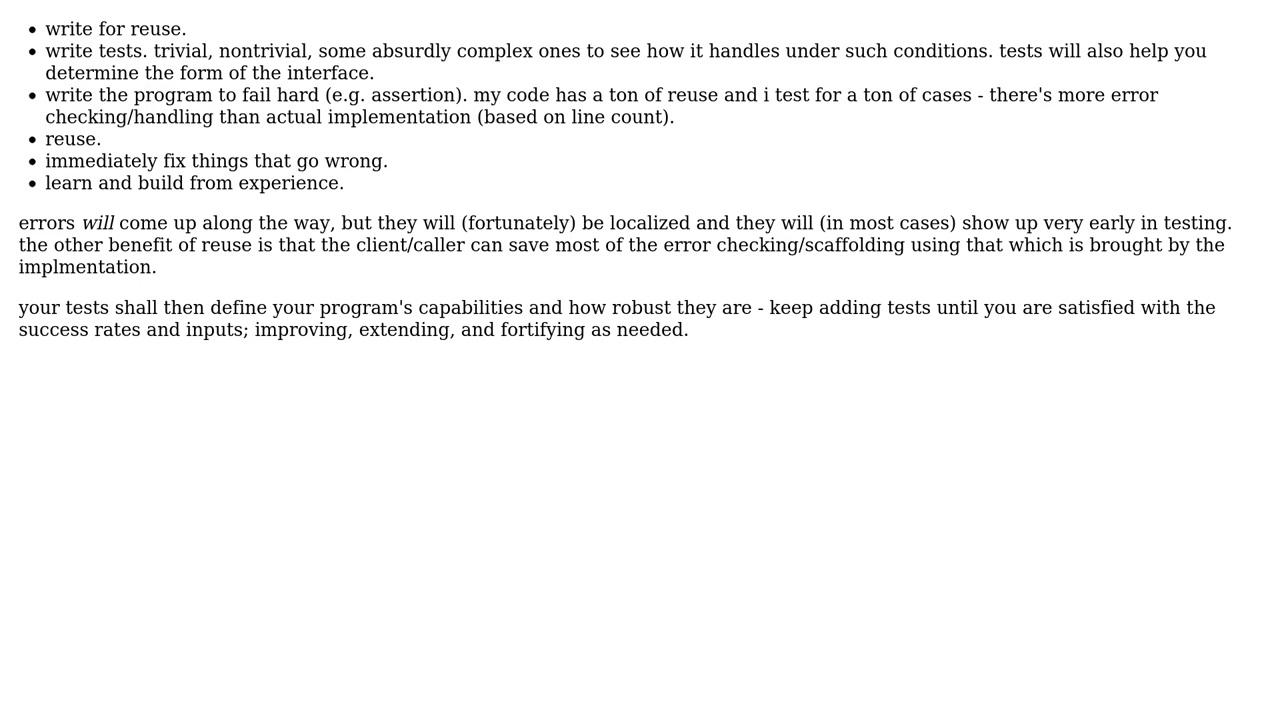 • write for reuse.
• write tests. trivial, nontrivial, some absurdly complex ones to see how it handles under such conditions. tests will also help you
determine the form of the interface.
• write the program to fail hard (e.g. assertion). my code has a ton of reuse and i test for a ton of cases - there's more error
checking/handling than actual implementation (based on line count).
• reuse.
• immediately fix things that go wrong.
• learn and build from experience.
errors will come up along the way, but they will (fortunately) be localized and they will (in most cases) show up very early in testing.
the other benefit of reuse is that the client/caller can save most of the error checking/scaffolding using that which is brought by the
implmentation.
your tests shall then define your program's capabilities and how robust they are - keep adding tests until you are satisfied with the
success rates and inputs; improving, extending, and fortifying as needed.